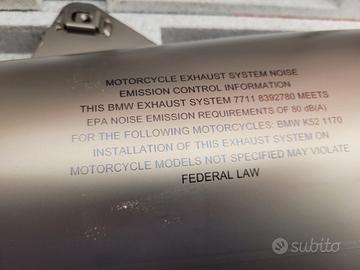 MOTORCYCLE EXHAUST SYSTEM NOISE
EMISSION CONTROL INFORMATION
THIS BMW EXHAUST SYSTEM 7711 8392780 MEETS
EPA NOISE EMISSION REQUIREMENTS OF 80 dB(A)
FOR THE FOLLOWING MOTORCYCLES: BMW K52 1170
INSTALLATION OF THIS EXHAUST SYSTEM ON
MOTORCYCLE MODELS NOT SPECIFIED MAY VIOLATE
FEDERAL LAW
subito